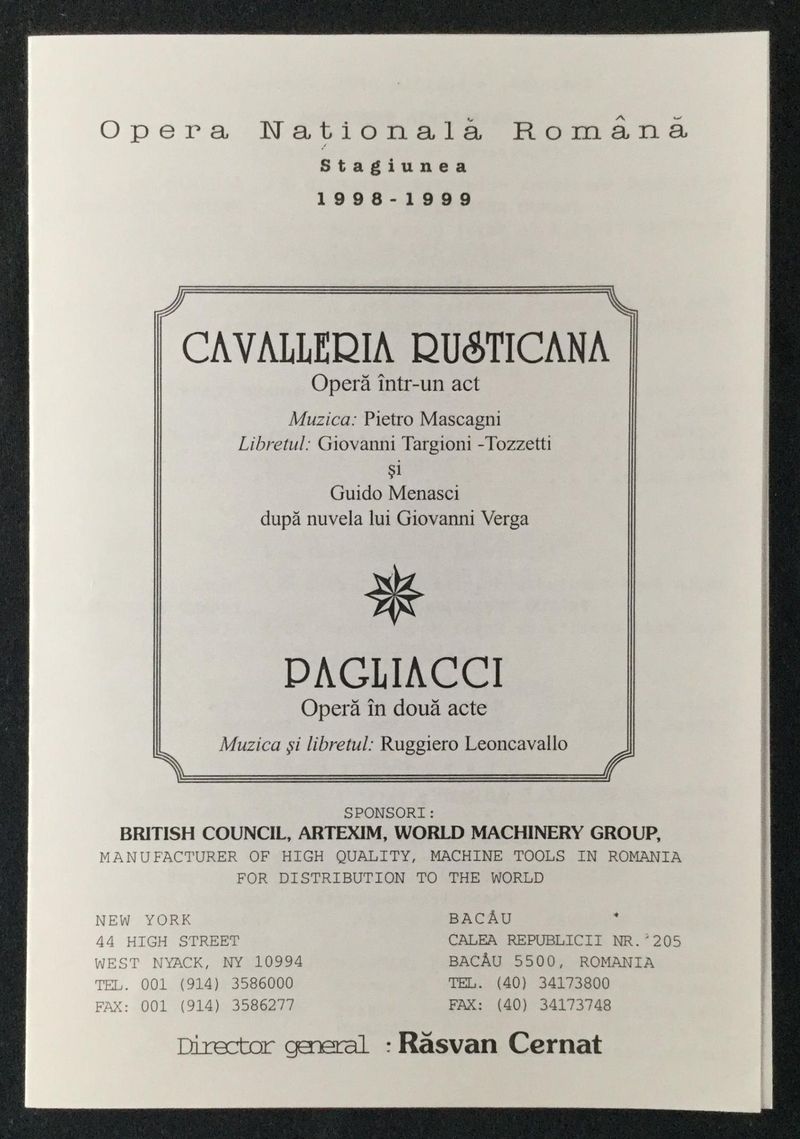 Opera Națională Română
Stagiunea
1998-1999
CAVALLERIA RUSTICANA
Operă într-un act
Muzica: Pietro Mascagni
Libretul: Giovanni Targioni -Tozzetti
şi
Guido Menasci
după nuvela lui Giovanni Verga
PAGLIACCI
Operă în două acte
Muzica şi libretul: Ruggiero Leoncavallo
SPONSORI:
BRITISH COUNCIL, ARTEXIM, WORLD MACHINERY GROUP,
MANUFACTURER OF HIGH QUALITY, MACHINE TOOLS IN ROMANIA
FOR DISTRIBUTION TO THE WORLD
NEW YORK
44 HIGH STREET
WEST NYACK, NY 10994
TEL. 001 (914) 3586000
FAX: 001 (914) 3586277
BACĂU
CALEA REPUBLICII NR. 205
BACĂU 5500, ROMANIA
TEL. (40) 34173800
FAX: (40) 34173748
Director general : Răsvan Cernat